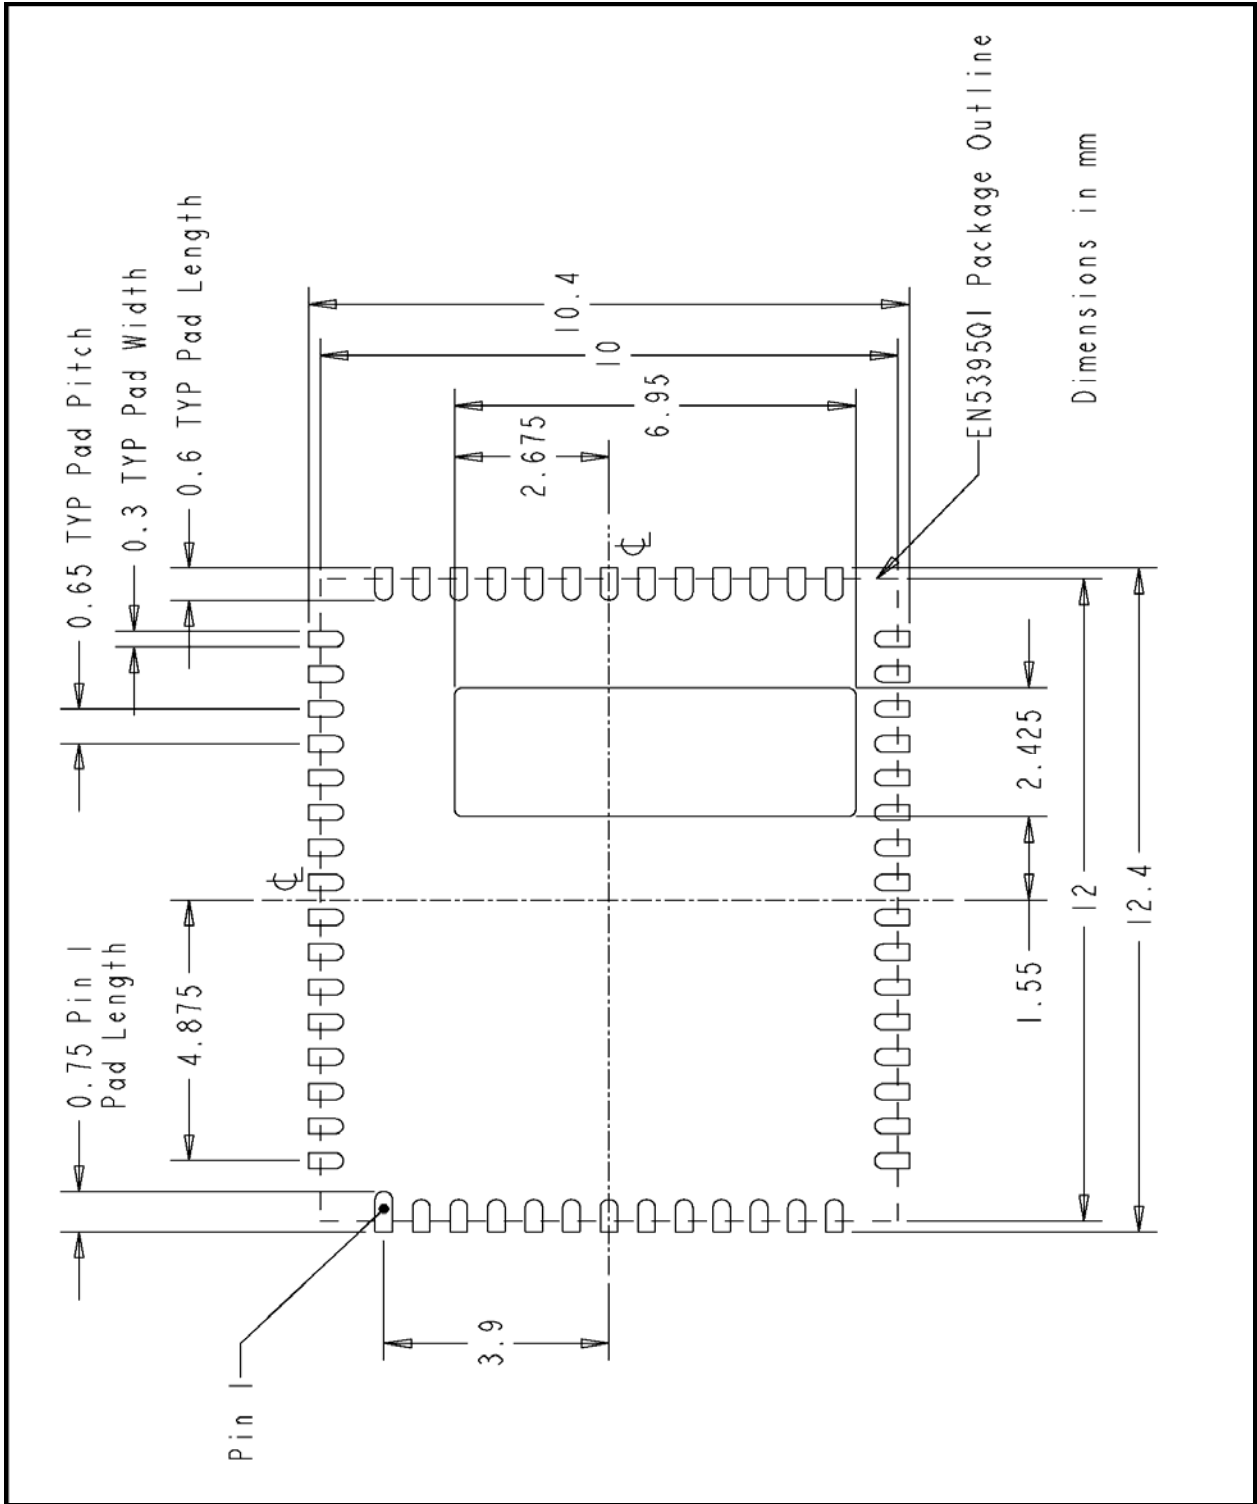 0.75 Pin 1
Pad Length
4.875
0.65 TYP Pad Pitch
0.3 TYP Pad Width
0.6 TYP Pad Length
Pin 1
3.9
℄
℄
2.675
6.95
10
10.4
1.55
2.425
12
12.4
EN5395QI Package Outline
Dimensions in mm